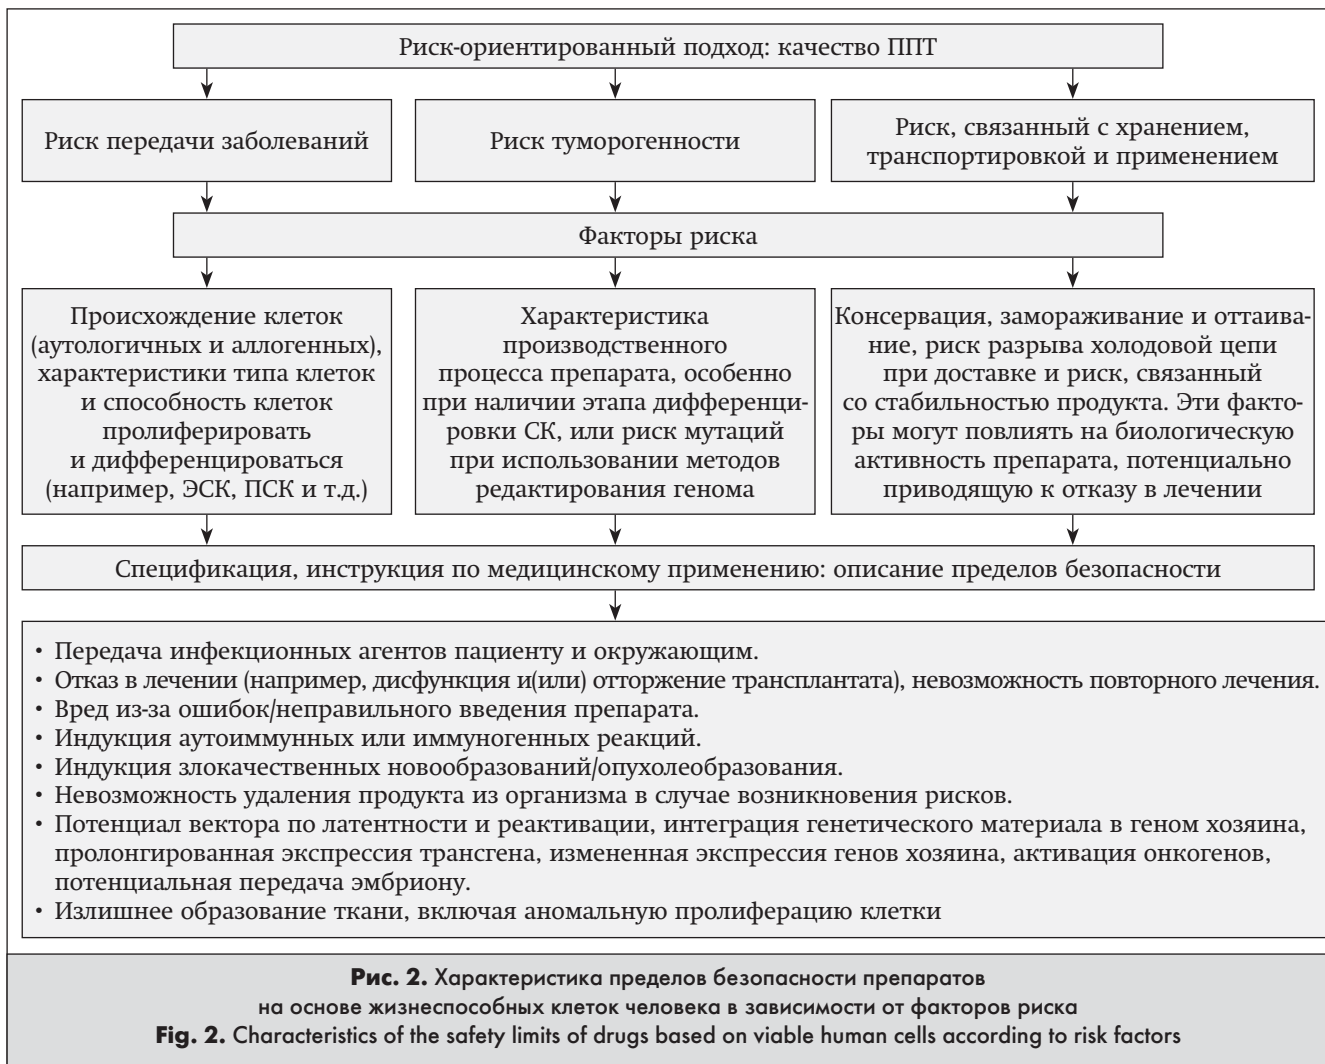 Риск-ориентированный подход: качество ППТ
Риск передачи заболеваний
Риск туморогенности
Риск, связанный с хранением,
транспортировкой и применением
Факторы риска
Происхождение клеток
(аутологичных и аллогенных),
характеристики типа клеток
и способность клеток
пролиферировать
и дифференцироваться
(например, ЭСК, ПСК и т.д.)
Характеристика
производственного
процесса препарата, особенно
при наличии этапа дифференци-
ровки СК, или риск мутаций
при использовании методов
редактирования генома
Консервация, замораживание и оттаива-
ние, риск разрыва холодовой цепи
при доставке и риск, связанный
со стабильностью продукта. Эти факто-
ры могут повлиять на биологическую
активность препарата, потенциально
приводящую к отказу в лечении
Спецификация, инструкция по медицинскому применению: описание пределов безопасности
• Передача инфекционных агентов пациенту и окружающим.
• Отказ в лечении (например, дисфункция и(или) отторжение трансплантата), невозможность повторного лечения.
• Вред из-за ошибок/неправильного введения препарата.
• Индукция аутоиммунных или иммуногенных реакций.
• Индукция злокачественных новообразований/опухолеобразования.
• Невозможность удаления продукта из организма в случае возникновения рисков.
• Потенциал вектора по латентности и реактивации, интеграция генетического материала в геном хозяина,
пролонгированная экспрессия трансгена, измененная экспрессия генов хозяина, активация онкогенов,
потенциальная передача эмбриону.
• Излишнее образование ткани, включая аномальную пролиферацию клетки
Рис. 2. Характеристика пределов безопасности препаратов
на основе жизнеспособных клеток человека в зависимости от факторов риска
Fig. 2. Characteristics of the safety limits of drugs based on viable human cells according to risk factors